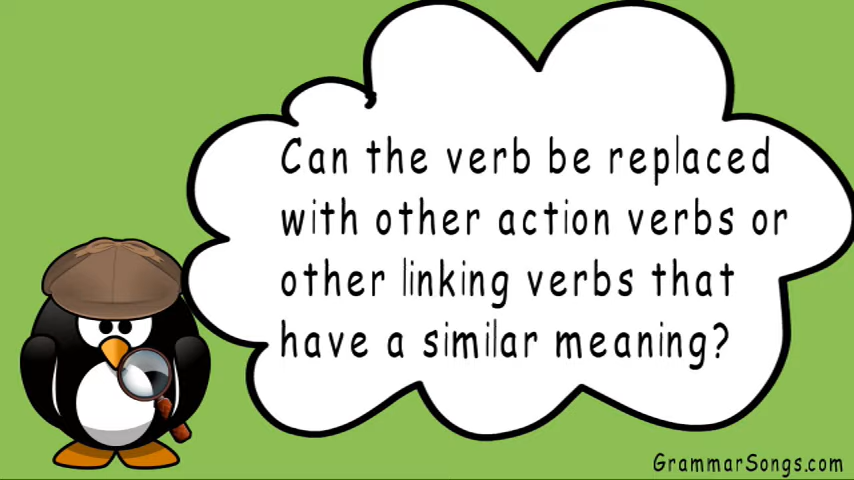 Can the verb be replaced
with other action verbs or
other linking verbs that
have a similar meaning?
GrammarSongs.com